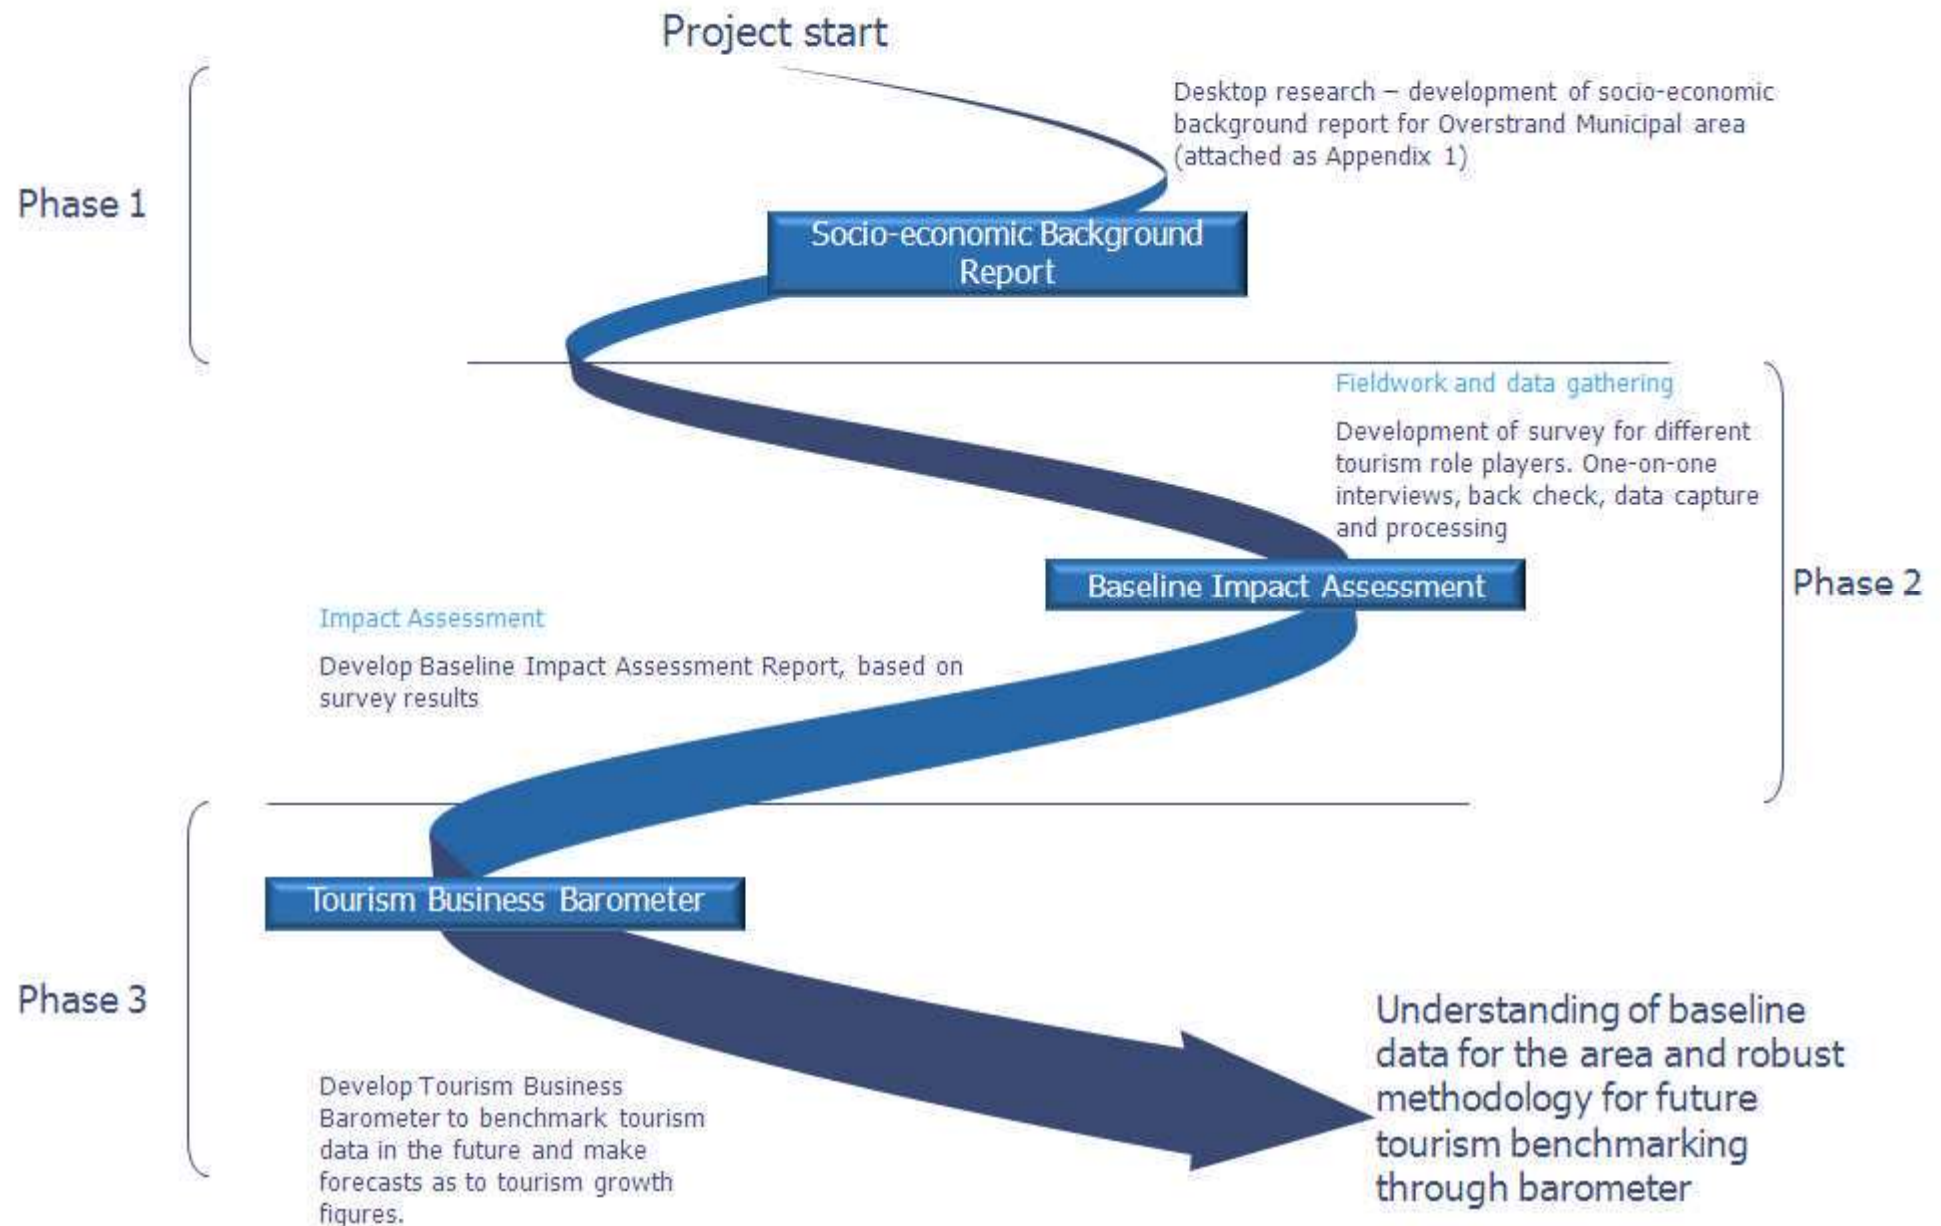 Project start
Desktop research – development of socio-economic
background report for Overstrand Municipal area
(attached as Appendix 1)
Phase 1
Socio-economic Background
Report
Fieldwork and data gathering
Development of survey for different
tourism role players. One-on-one
interviews, back check, data capture
and processing
Baseline Impact Assessment
Phase 2
Impact Assessment
Develop Baseline Impact Assessment Report, based on
survey results
Tourism Business Barometer
Phase 3
Develop Tourism Business
Barometer to benchmark tourism
data in the future and make
forecasts as to tourism growth
figures.
Understanding of baseline
data for the area and robust
methodology for future
tourism benchmarking
through barometer